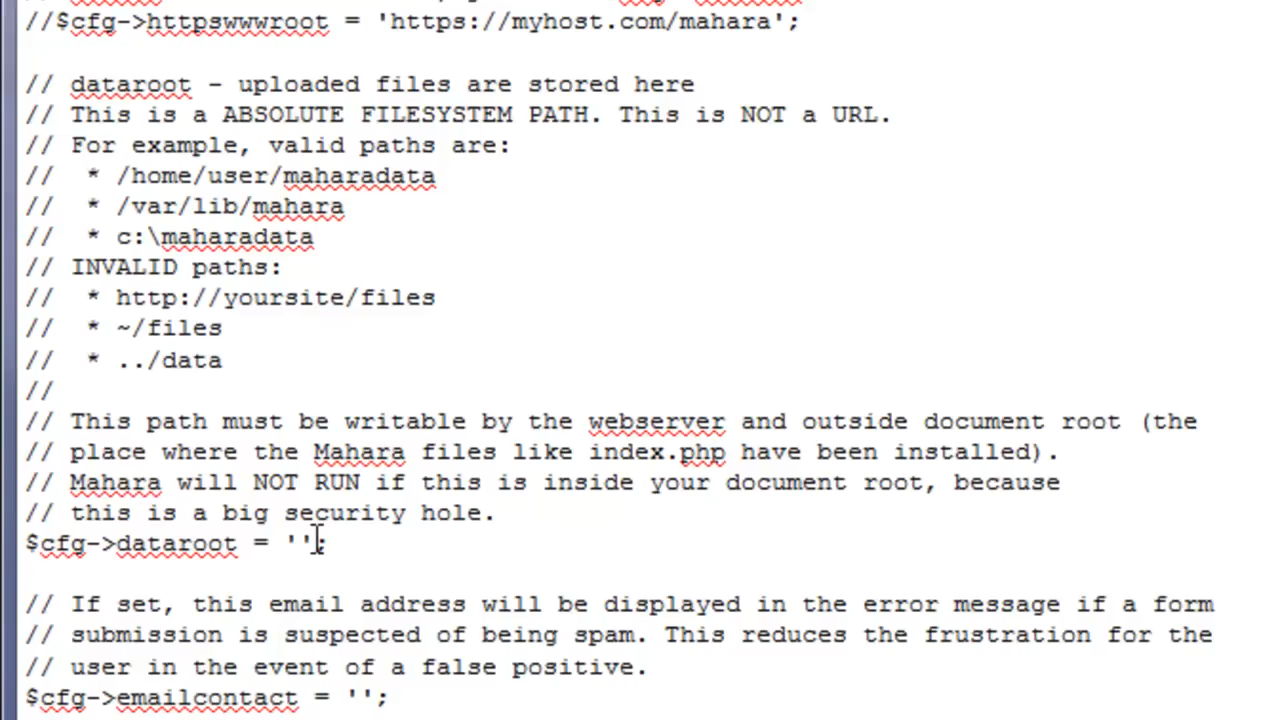 //$cfg->httpswwwroot = 'https://myhost.com/mahara';
// dataroot - uploaded files are stored here
// This is a ABSOLUTE FILESYSTEM PATH. This is NOT a URL.
// For example, valid paths are:
//  * /home/user/maharadata
//  * /var/lib/mahara
//  * c:\maharadata
// INVALID paths:
//  * http://yoursite/files
//  * ~/files
//  * ../data
//
// This path must be writable by the webserver and outside document root (the
// place where the Mahara files like index.php have been installed).
// Mahara will NOT RUN if this is inside your document root, because
// this is a big security hole.
$cfg->dataroot = '';
// If set, this email address will be displayed in the error message if a form
// submission is suspected of being spam. This reduces the frustration for the
// user in the event of a false positive.
$cfg->emailcontact = '';